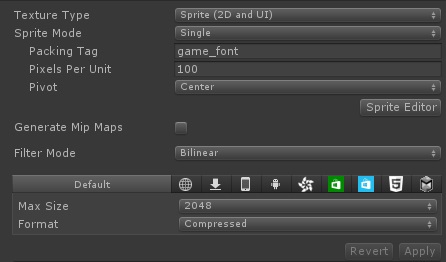 Texture Type Sprite (2D and UI)
Sprite Mode Single
Packing Tag game_font
Pixels Per Unit 100
Pivot Center
Sprite Editor
Generate Mip Maps
Filter Mode Bilinear
Default
Max Size 2048
Format Compressed
Revert Apply